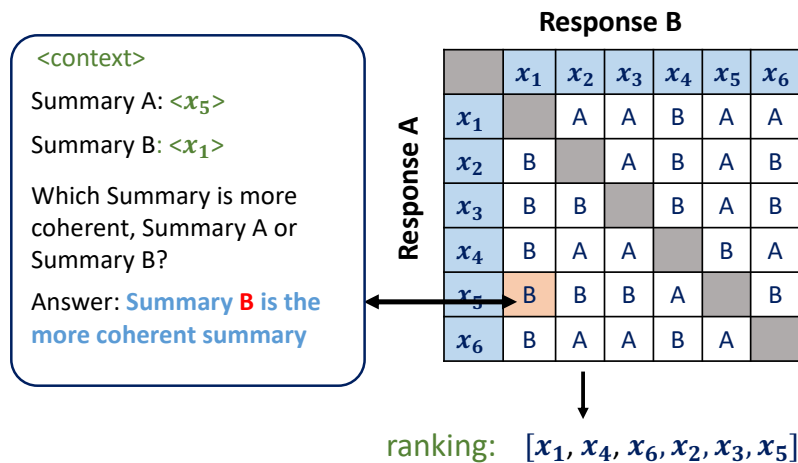 <context>
Summary A: <x₅>
Summary B: <x₁>
Which Summary is more
coherent, Summary A or
Summary B?
Answer: Summary B is the
more coherent summary
Response B
Response A
x₁ x₂ x₃ x₄ x₅ x₆
x₁ A A B A A
x₂ B A B A B
x₃ B B B A B
x₄ B A A B A
x₅ B B B A B
x₆ B A A B A
ranking: [x₁, x₄, x₆, x₂, x₃, x₅]